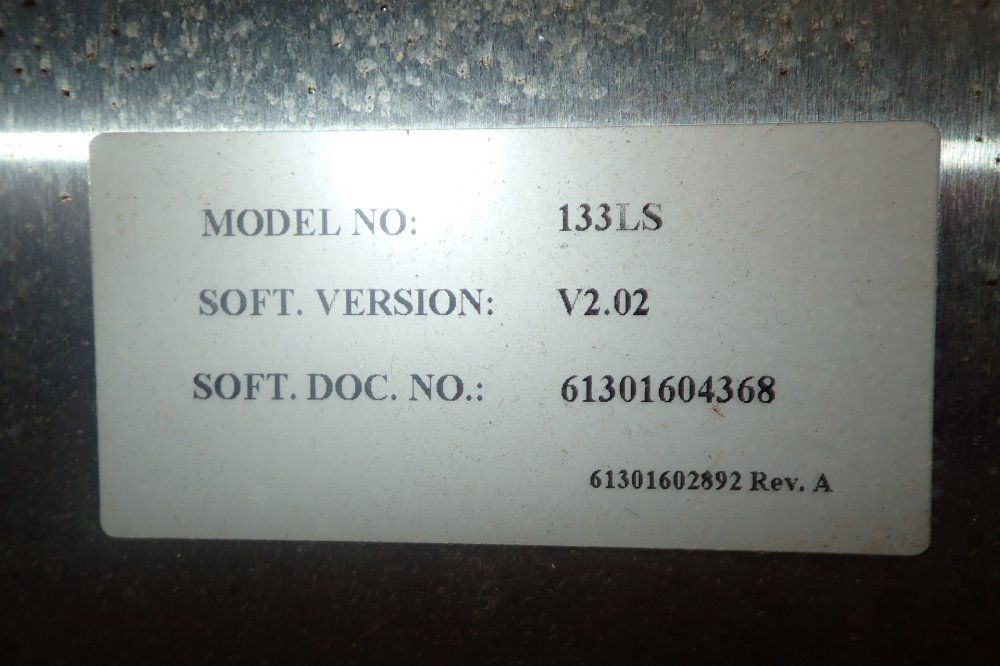 MODEL NO: 133LS
SOFT. VERSION: V2.02
SOFT. DOC. NO.: 61301604368
61301602892 Rev. A